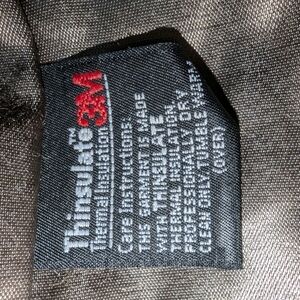 Thinsulate™
Thermal Insulation
3M
Care Instructions:
THIS GARMENT IS MADE
WITH THINSULATE
THERMAL INSULATION.
PROFESSIONALLY DRY
CLEAN ONLY. TUMBLE WARM.
(OVER)